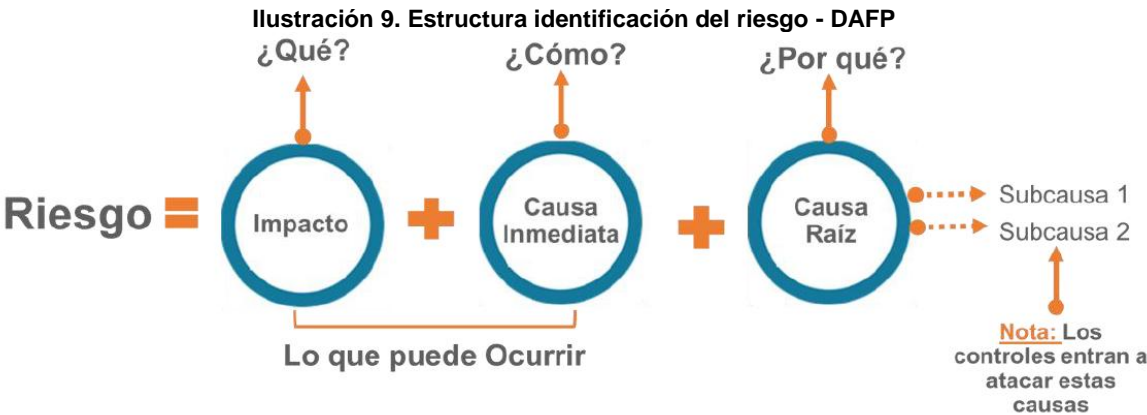 Ilustración 9. Estructura identificación del riesgo - DAFP
¿Qué?
¿Cómo?
¿Por qué?
Riesgo =
Impacto
+
Causa
Inmediata
+
Causa
Raíz
Subcausa 1
Subcausa 2
Lo que puede Ocurrir
Nota: Los
controles entran a
atacar estas
causas